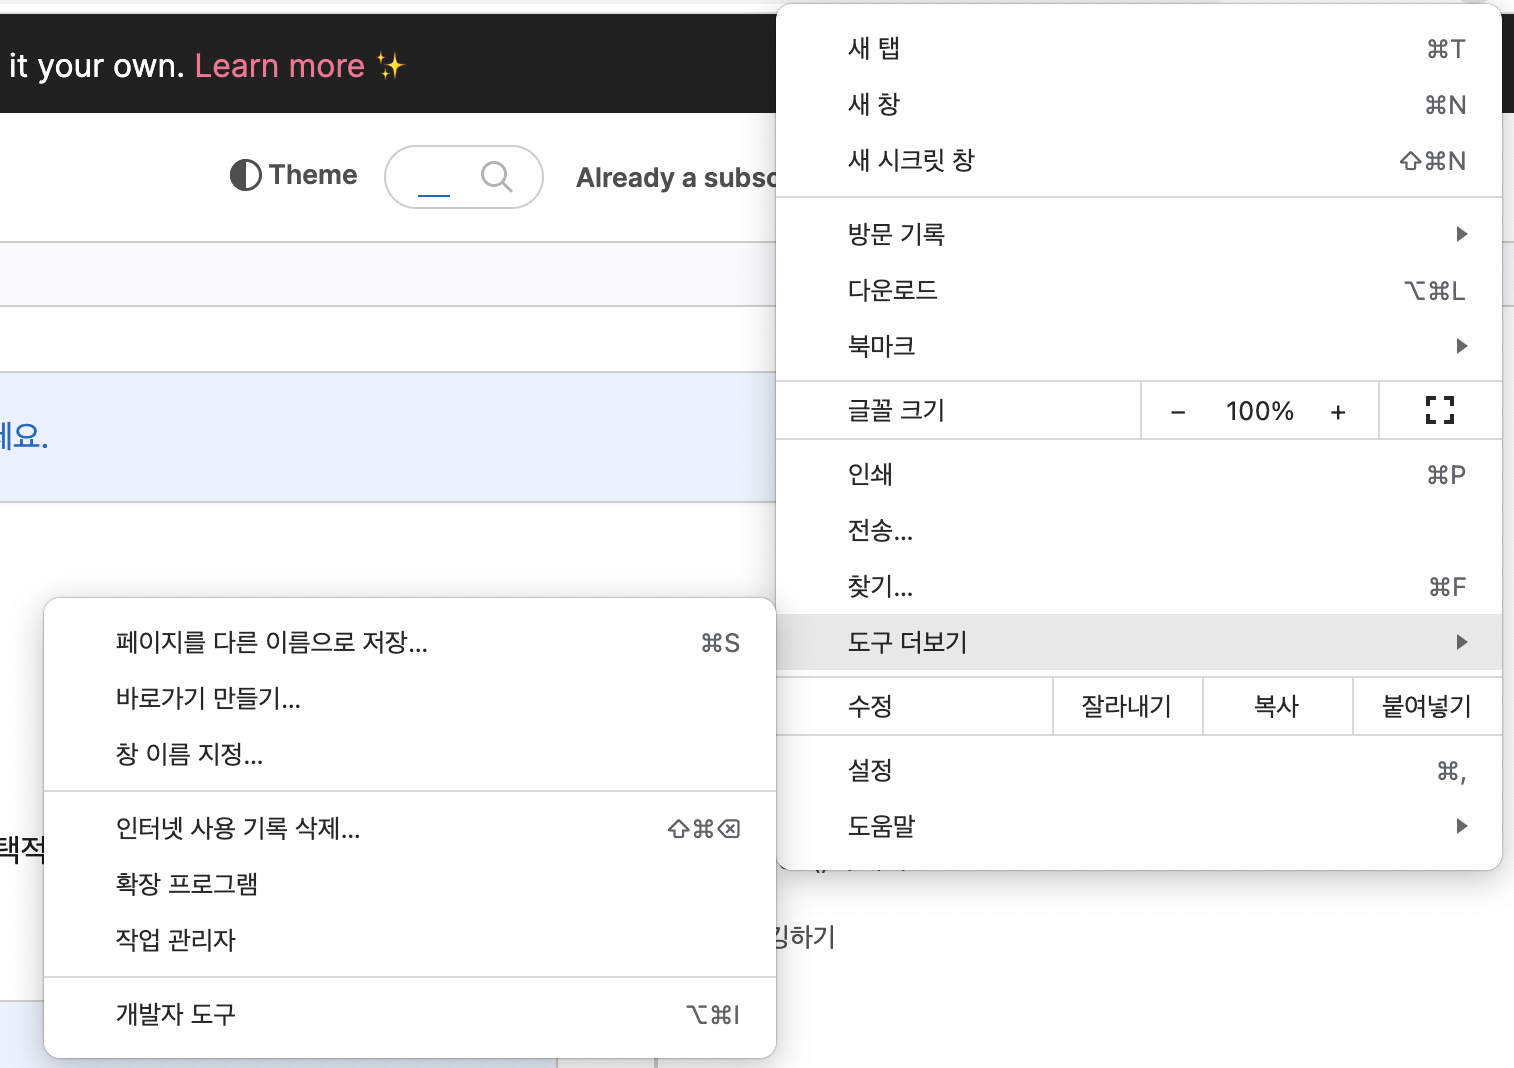 it your own. Learn more ✨
Theme
Already a subsc
세요.
택적
킹하기
새 탭 ⌘T
새 창 ⌘N
새 시크릿 창 ⇧⌘N
방문 기록
다운로드 ⌥⌘L
북마크
글꼴 크기 − 100% +
인쇄 ⌘P
전송...
찾기... ⌘F
도구 더보기
수정 잘라내기 복사 붙여넣기
설정 ⌘,
도움말
페이지를 다른 이름으로 저장... ⌘S
바로가기 만들기...
창 이름 지정...
인터넷 사용 기록 삭제... ⇧⌘⌫
확장 프로그램
작업 관리자
개발자 도구 ⌥⌘I